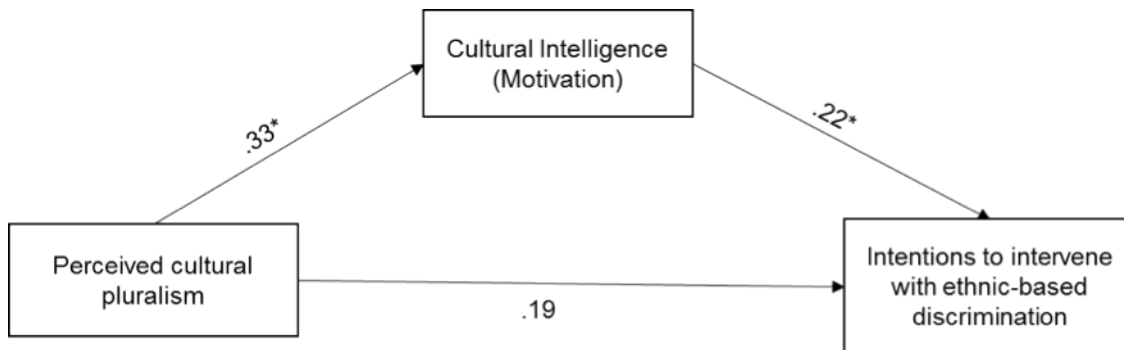 Cultural Intelligence
(Motivation)
.33*
.22*
Perceived cultural
pluralism
.19
Intentions to intervene
with ethnic-based
discrimination